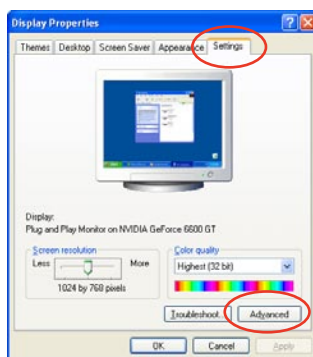 Display Properties
Themes Desktop Screen Saver Appearance Settings
Display:
Plug and Play Monitor on NVIDIA GeForce 6600 GT
Screen resolution
Less More
1024 by 768 pixels
Color quality
Highest (32 bit)
Troubleshoot... Advanced
OK Cancel Apply